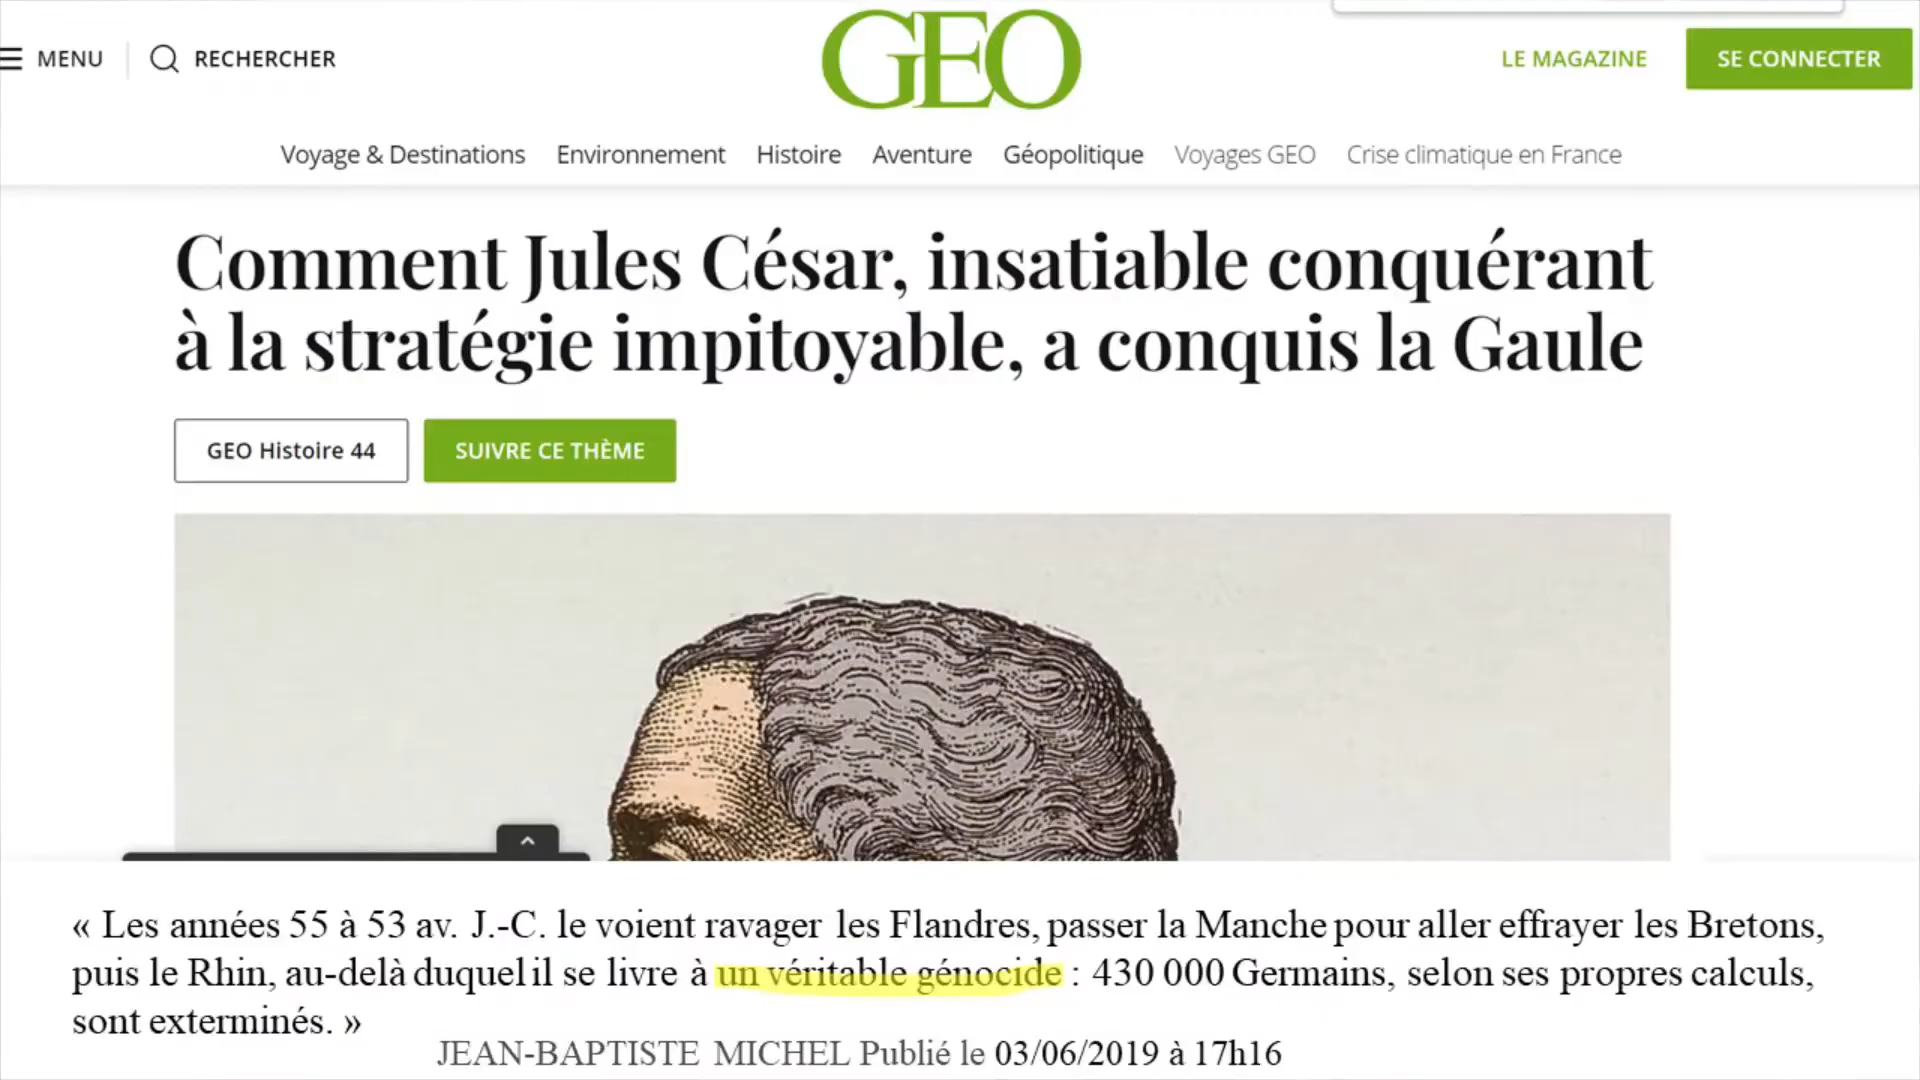 MENU
RECHERCHER
GEO
LE MAGAZINE
SE CONNECTER
Voyage & Destinations
Environnement
Histoire
Aventure
Géopolitique
Voyages GEO
Crise climatique en France
Comment Jules César, insatiable conquérant
à la stratégie impitoyable, a conquis la Gaule
GEO Histoire 44
SUIVRE CE THÈME
« Les années 55 à 53 av. J.-C. le voient ravager les Flandres, passer la Manche pour aller effrayer les Bretons,
puis le Rhin, au-delà duquel il se livre à un véritable génocide : 430 000 Germains, selon ses propres calculs,
sont exterminés. »
JEAN-BAPTISTE MICHEL Publié le 03/06/2019 à 17h16